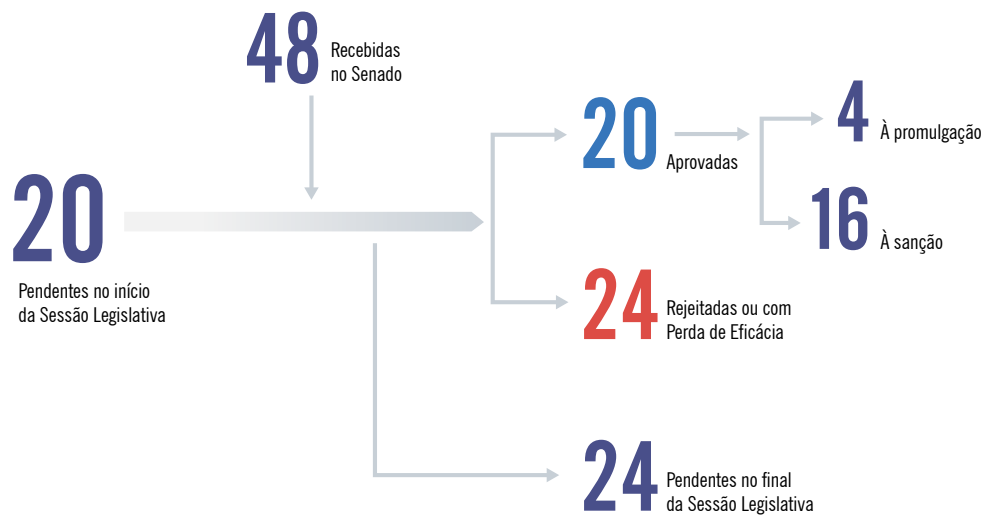 48
Recebidas
no Senado
20
Pendentes no início
da Sessão Legislativa
20
Aprovadas
4
À promulgação
16
À sanção
24
Rejeitadas ou com
Perda de Eficácia
24
Pendentes no final
da Sessão Legislativa